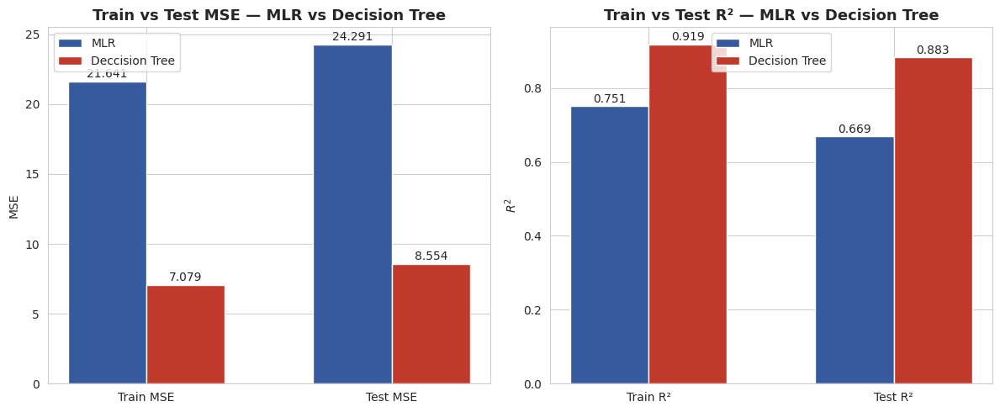 Train vs Test MSE — MLR vs Decision Tree
MLR
Deccision Tree
25
20
15
10
5
0
MSE
21.641
7.079
24.291
8.554
Train MSE
Test MSE
Train vs Test R² — MLR vs Decision Tree
MLR
Decision Tree
0.8
0.6
0.4
0.2
0.0
R²
0.751
0.919
0.669
0.883
Train R²
Test R²